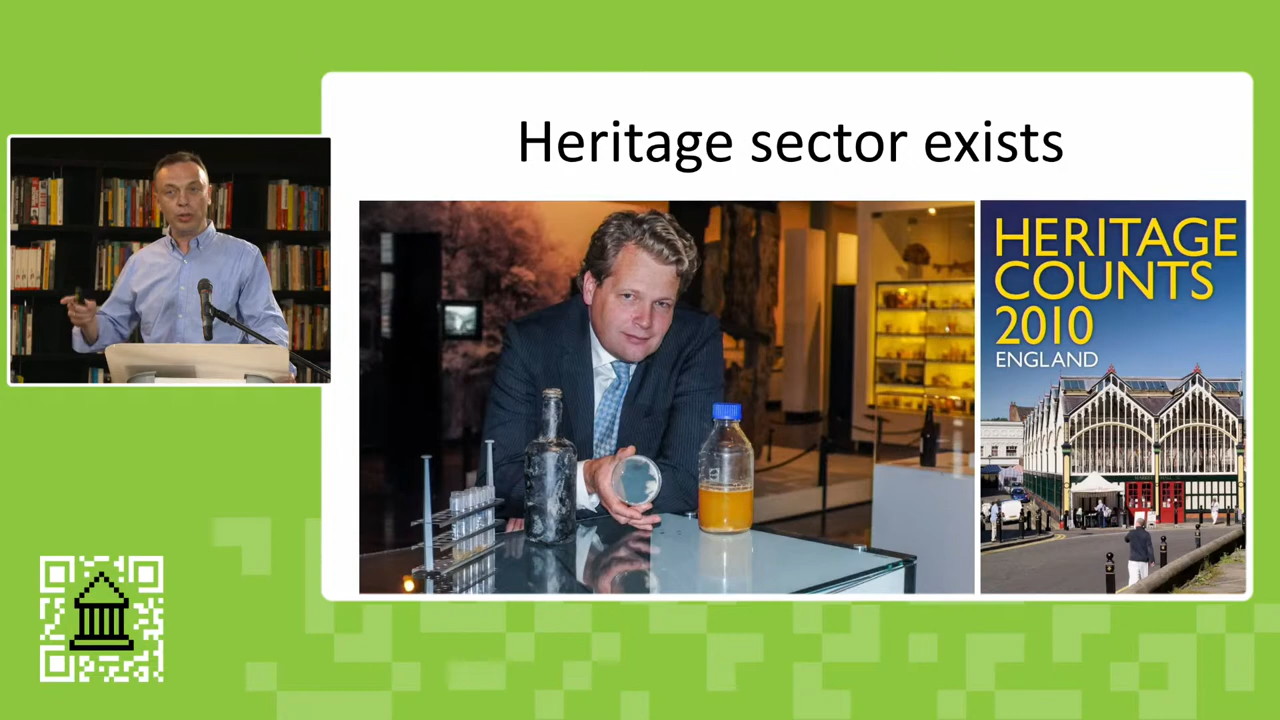 Heritage sector exists
HERITAGE
COUNTS
2010
ENGLAND